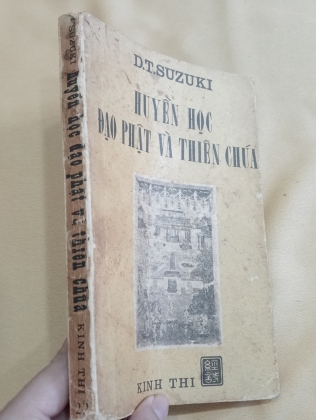 D.T.SUZUKI
HUYỀN HỌC
ĐẠO PHẬT VÀ THIÊN CHÚA
KINH THI
D.T.SUZUKI
huyền học đạo phật và thiên chúa
KINH THI